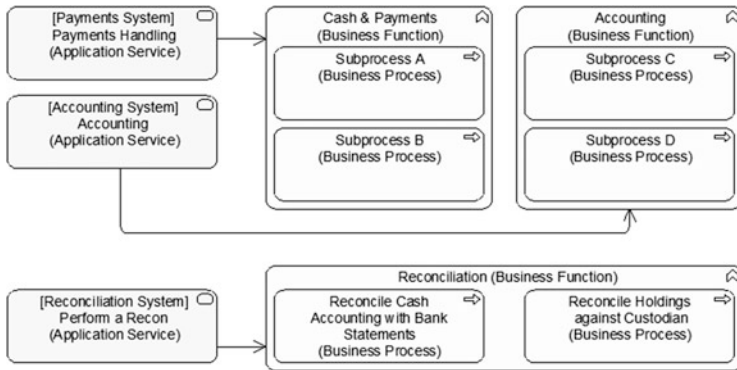 [Payments System]
Payments Handling
(Application Service)
Cash & Payments
(Business Function)
Subprocess A
(Business Process)
Subprocess B
(Business Process)
Accounting
(Business Function)
Subprocess C
(Business Process)
Subprocess D
(Business Process)
[Accounting System]
Accounting
(Application Service)
Reconciliation (Business Function)
[Reconciliation System]
Perform a Recon
(Application Service)
Reconcile Cash
Accounting with Bank
Statements
(Business Process)
Reconcile Holdings
against Custodian
(Business Process)